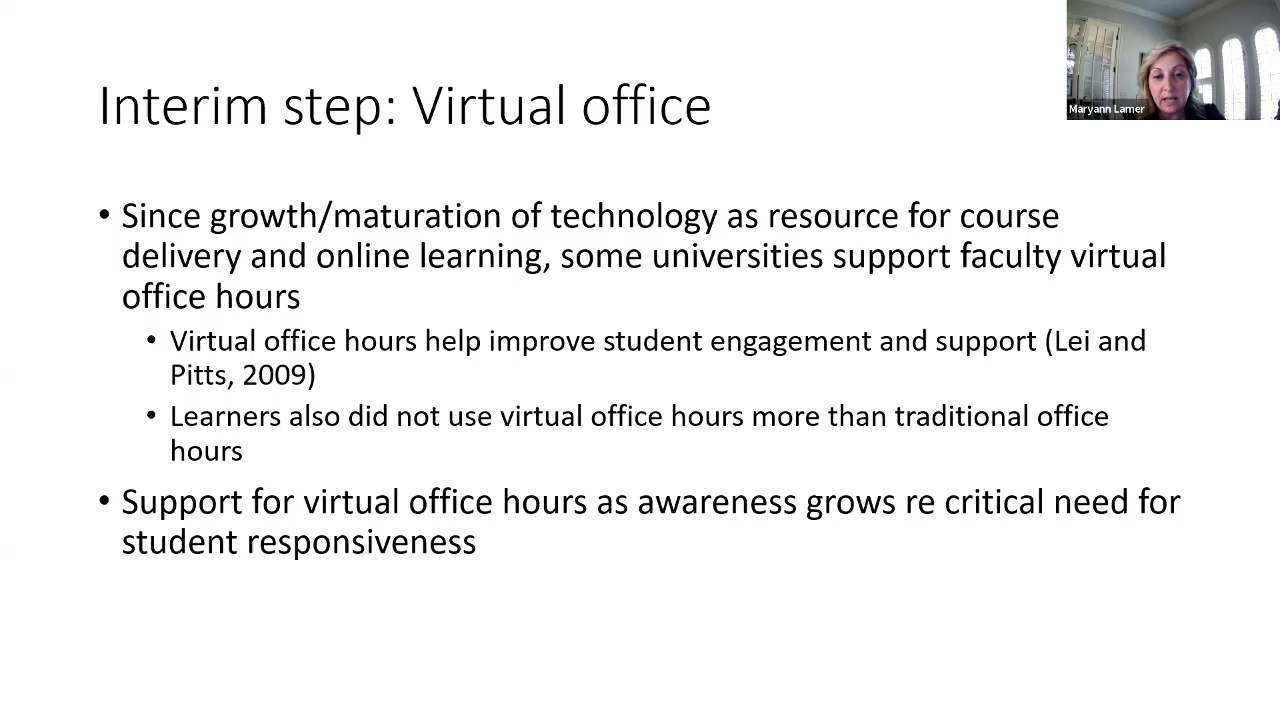 Interim step: Virtual office
Maryann Lamer
• Since growth/maturation of technology as resource for course
delivery and online learning, some universities support faculty virtual
office hours
• Virtual office hours help improve student engagement and support (Lei and
Pitts, 2009)
• Learners also did not use virtual office hours more than traditional office
hours
• Support for virtual office hours as awareness grows re critical need for
student responsiveness